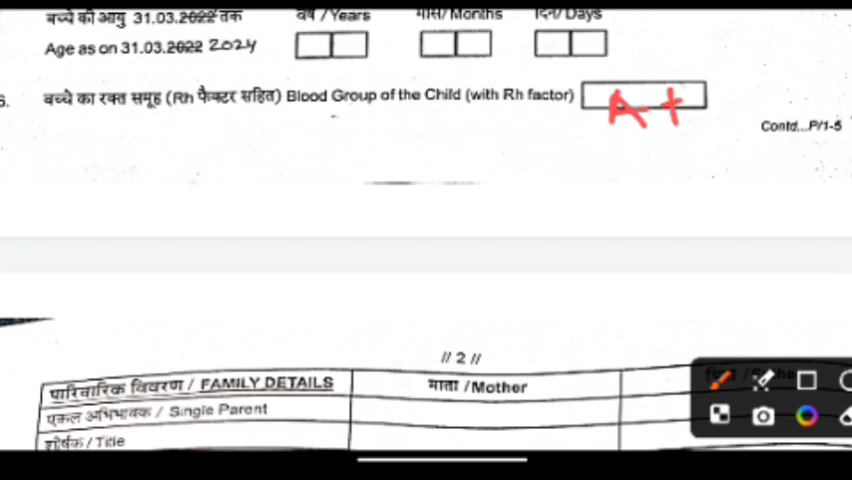 बच्चे की आयु 31.03.2022 तक वर्ष / Years मास / Months दिन / Days
Age as on 31.03.2022 2024
बच्चे का रक्त समूह (Rh फैक्टर सहित) Blood Group of the Child (with Rh factor) A+
Contd...P/1-5
// 2 //
पारिवारिक विवरण / FAMILY DETAILS माता / Mother
एकल अभिभावक / Single Parent
शीर्षक / Title